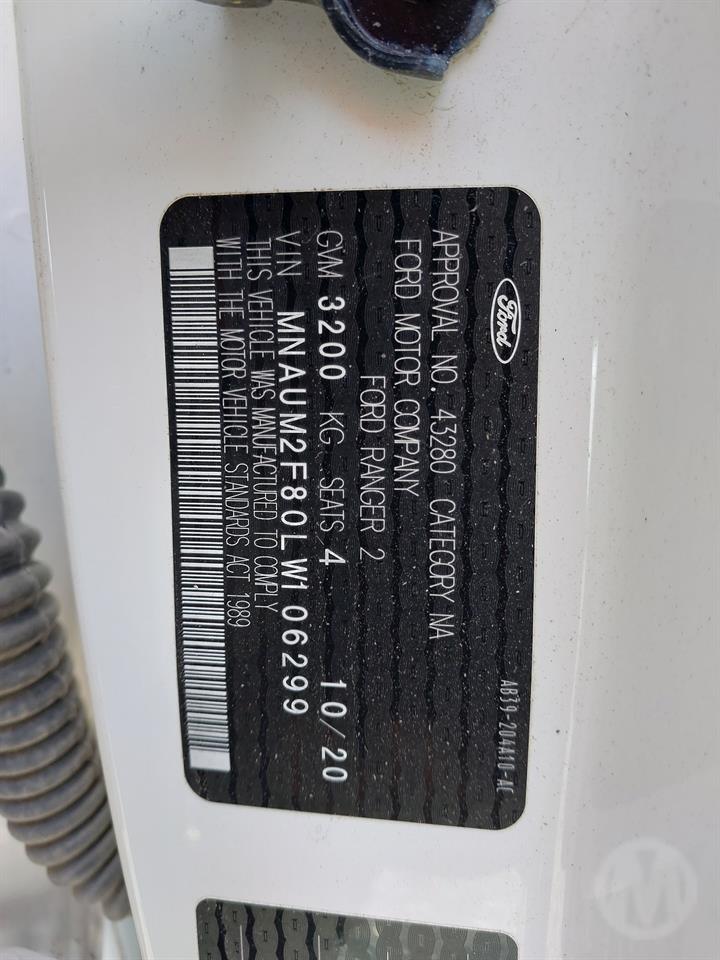 Ford
AB39-204A10-AC
APPROVAL NO. 43280 CATEGORY NA
FORD MOTOR COMPANY
FORD RANGER 2
GVM 3200 KG SEATS 4 10/20
VIN MNAUM2F80LW106299
THIS VEHICLE WAS MANUFACTURED TO COMPLY
WITH THE MOTOR VEHICLE STANDARDS ACT 1989
M